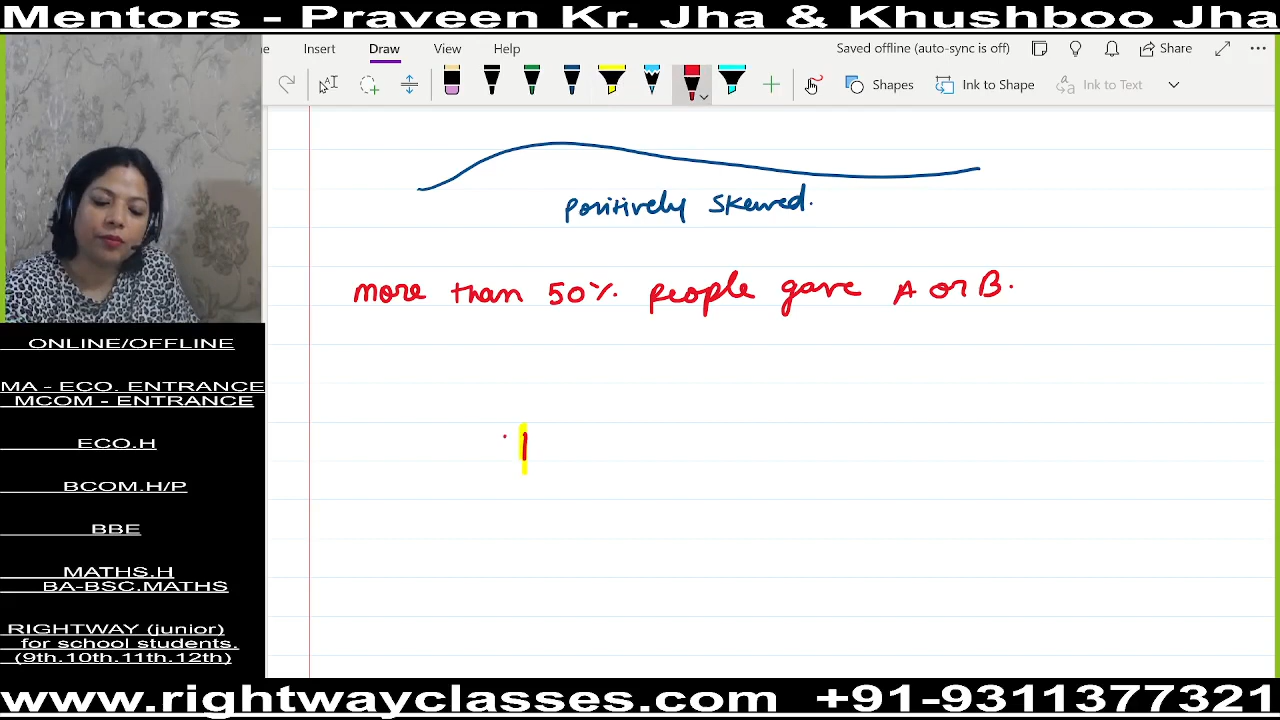 Mentors - Praveen Kr. Jha & Khushboo Jha
Insert Draw View Help Saved offline (auto-sync is off) Share
Shapes Ink to Shape Ink to Text
Positively Skewed.
more than 50% people gave A or B.
ONLINE/OFFLINE
MA - ECO. ENTRANCE
MCOM - ENTRANCE
ECO.H
BCOM.H/P
BBE
MATHS.H
BA-BSC.MATHS
RIGHTWAY (junior)
for school students.
(9th.10th.11th.12th)
www.rightwayclasses.com +91-9311377321